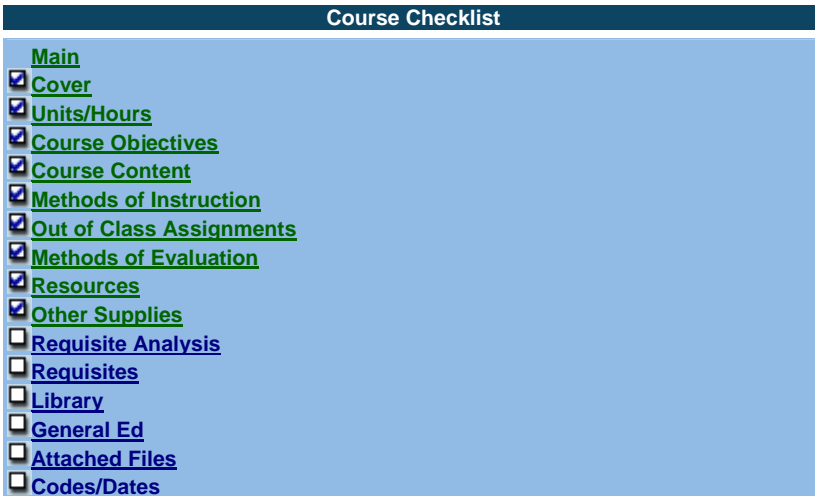 Course Checklist
Main
Cover
Units/Hours
Course Objectives
Course Content
Methods of Instruction
Out of Class Assignments
Methods of Evaluation
Resources
Other Supplies
Requisite Analysis
Requisites
Library
General Ed
Attached Files
Codes/Dates